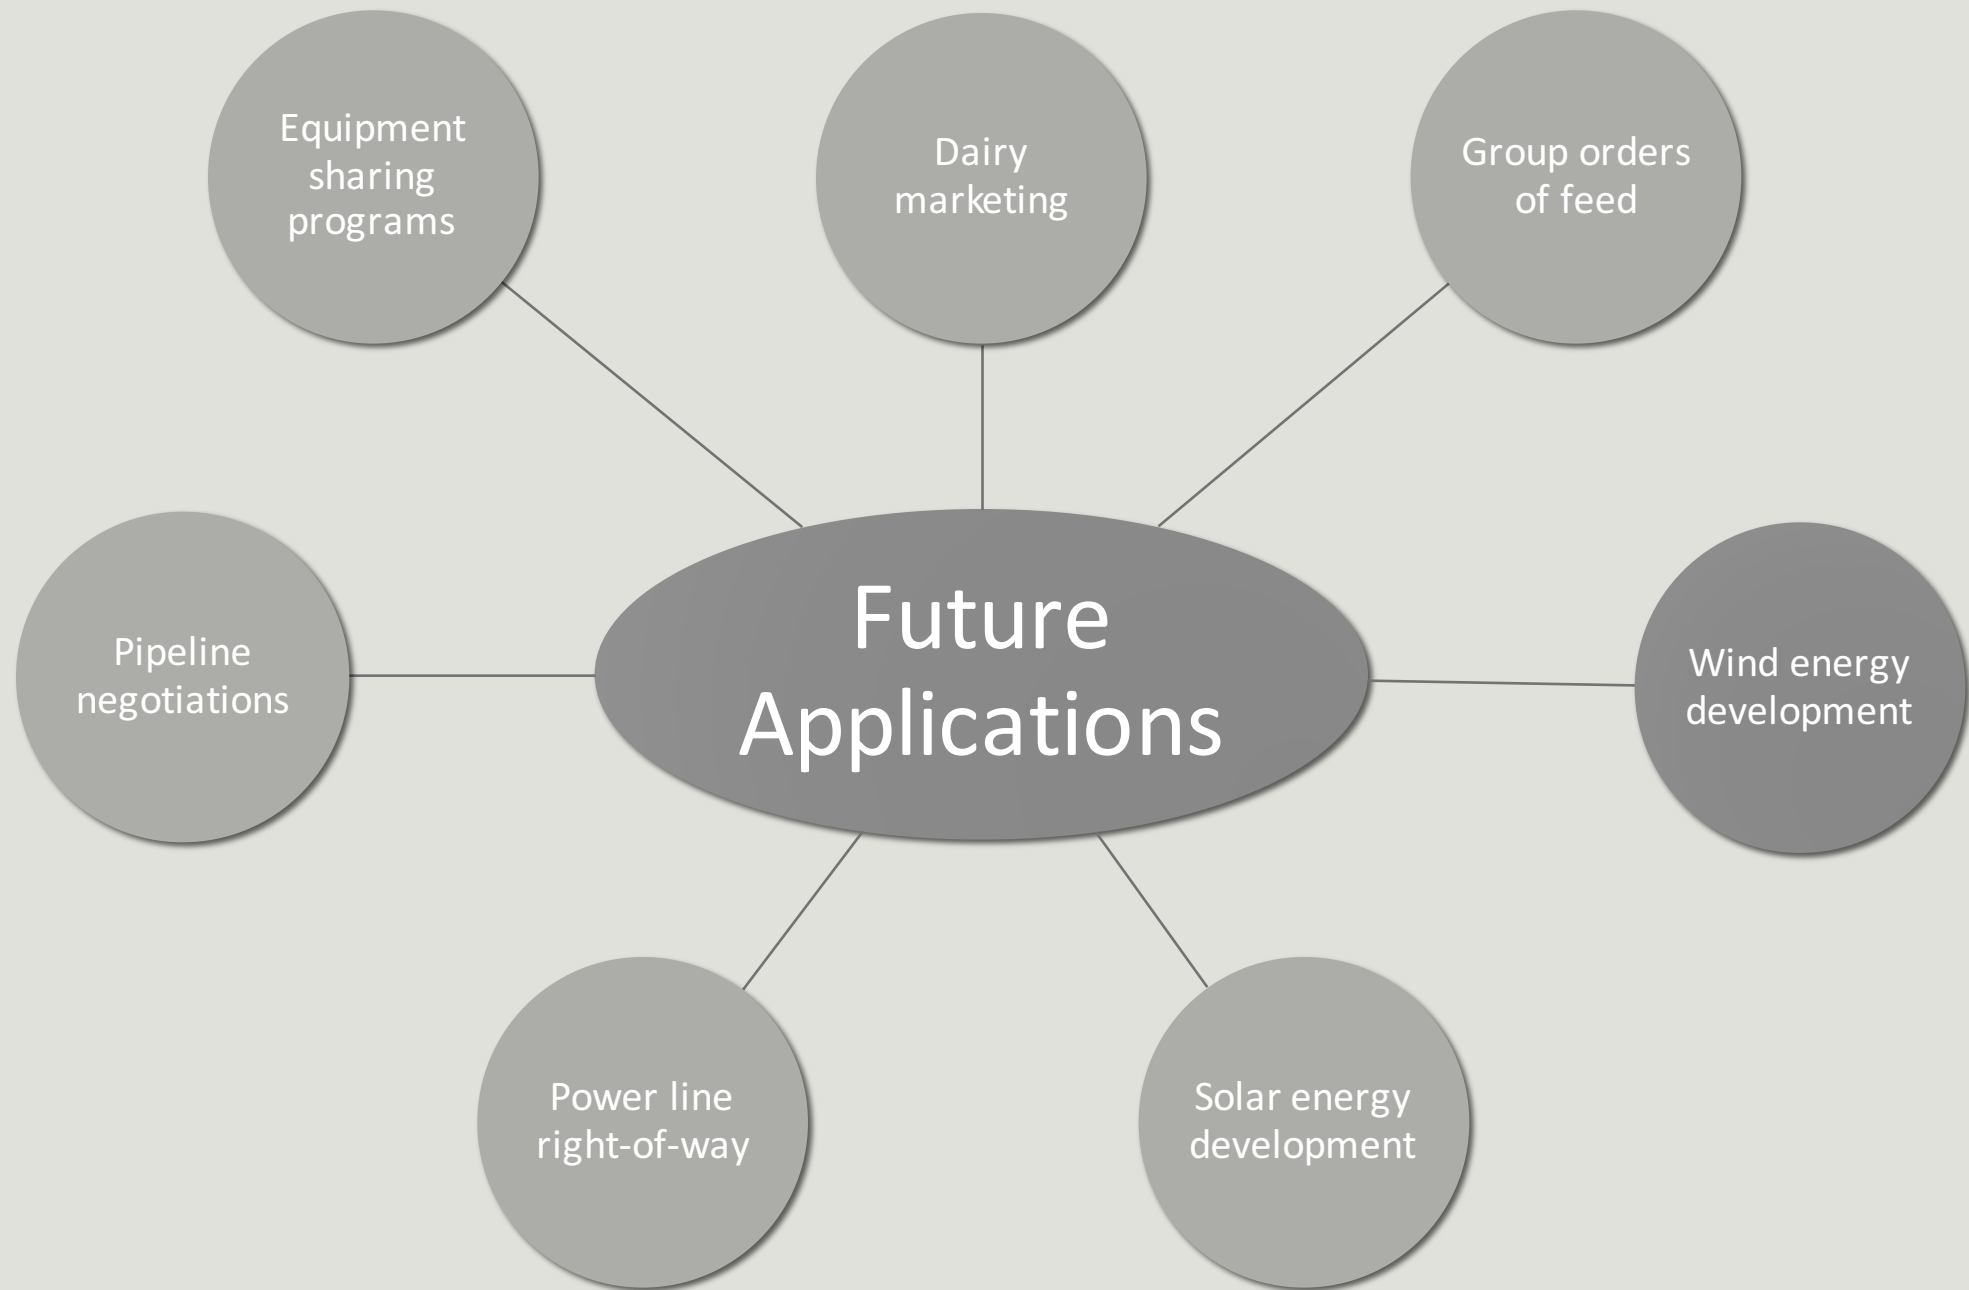 Equipment
sharing
programs
Dairy
marketing
Group orders
of feed
Pipeline
negotiations
Future
Applications
Wind energy
development
Power line
right-of-way
Solar energy
development